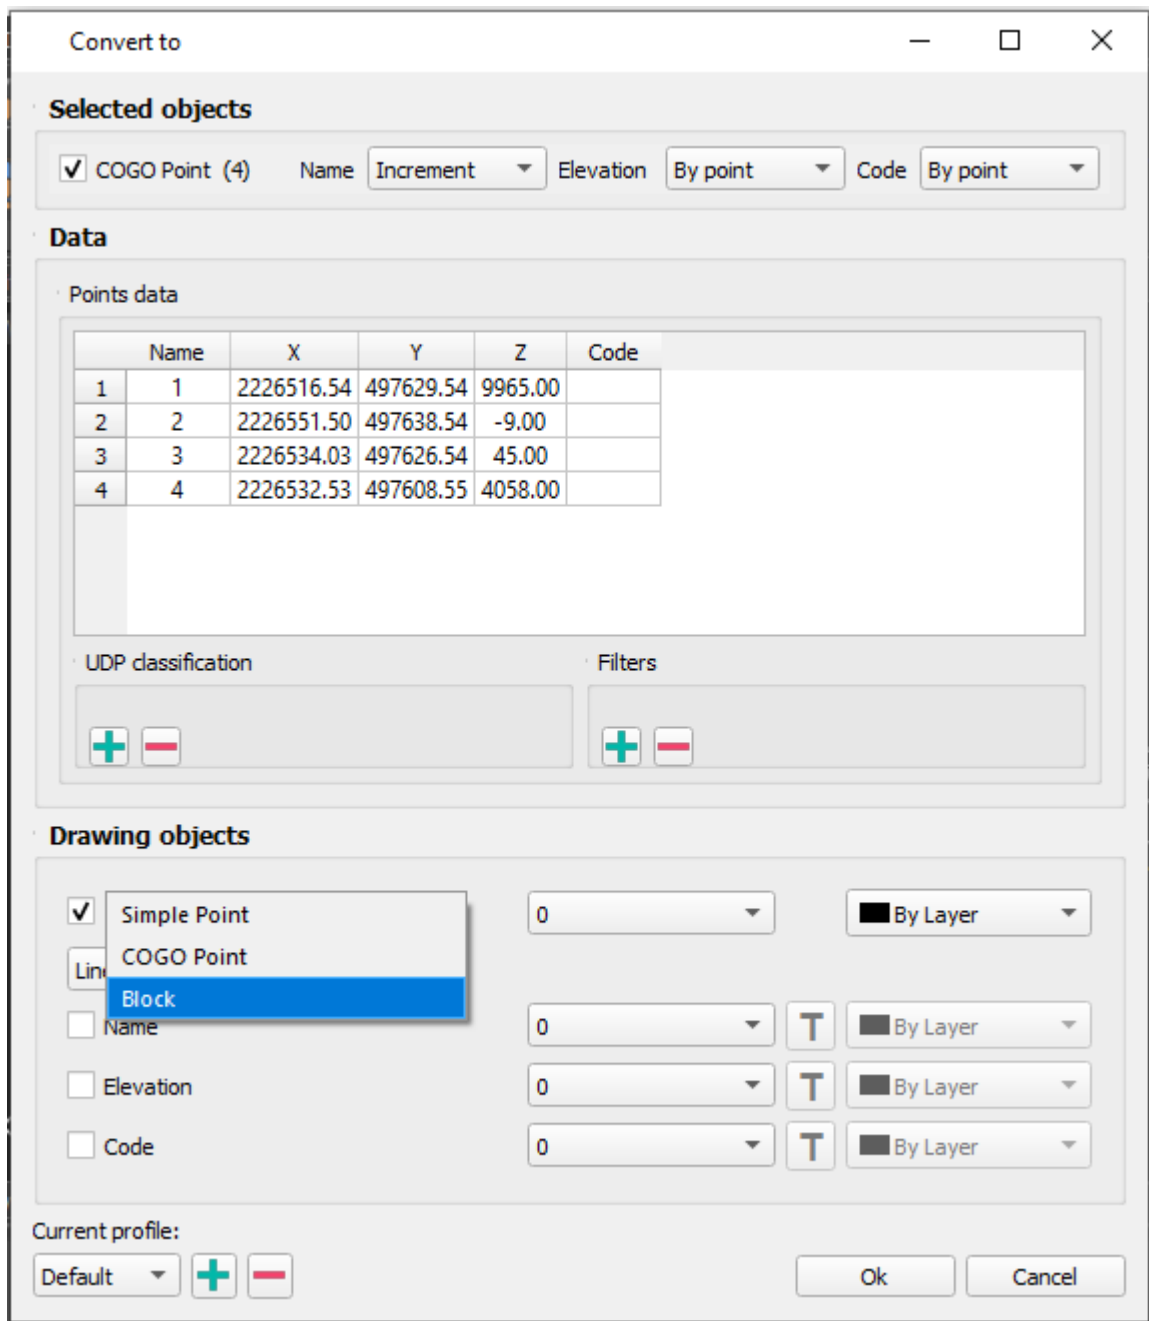 Convert to
Selected objects
COGO Point (4) Name Increment Elevation By point Code By point
Data
Points data
Name X Y Z Code
1 1 2226516.54 497629.54 9965.00
2 2 2226551.50 497638.54 -9.00
3 3 2226534.03 497626.54 45.00
4 4 2226532.53 497608.55 4058.00
UDP classification Filters
Drawing objects
Simple Point 0 By Layer
COGO Point
Block
Name 0 T By Layer
Elevation 0 T By Layer
Code 0 T By Layer
Current profile:
Default Ok Cancel